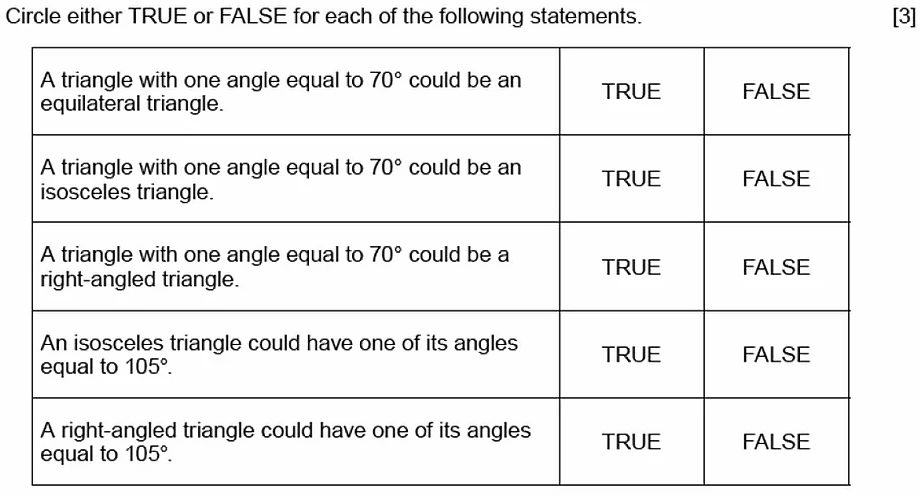 Circle either TRUE or FALSE for each of the following statements. [3]
A triangle with one angle equal to 70° could be an
equilateral triangle.
TRUE
FALSE
A triangle with one angle equal to 70° could be an
isosceles triangle.
TRUE
FALSE
A triangle with one angle equal to 70° could be a
right-angled triangle.
TRUE
FALSE
An isosceles triangle could have one of its angles
equal to 105°.
TRUE
FALSE
A right-angled triangle could have one of its angles
equal to 105°.
TRUE
FALSE